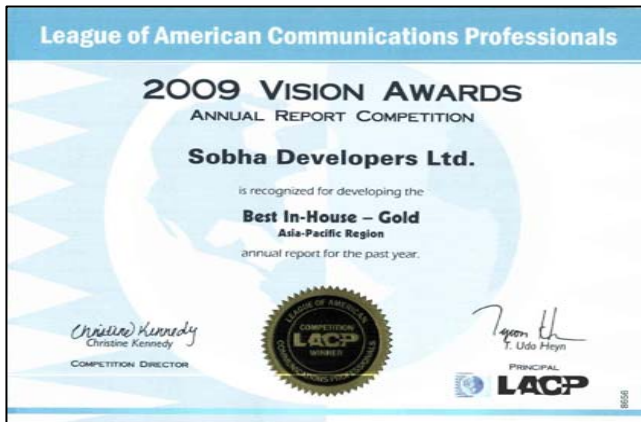 League of American Communications Professionals
2009 VISION AWARDS
ANNUAL REPORT COMPETITION
Sobha Developers Ltd.
is recognized for developing the
Best In-House – Gold
Asia-Pacific Region
annual report for the past year.
LEAGUE OF AMERICAN
COMPETITION
LACP
WINNER
COMMUNICATIONS PROFESSIONALS
Christine Kennedy
Christine Kennedy
COMPETITION DIRECTOR
T. Udo Heyn
PRINCIPAL
LACP
8656